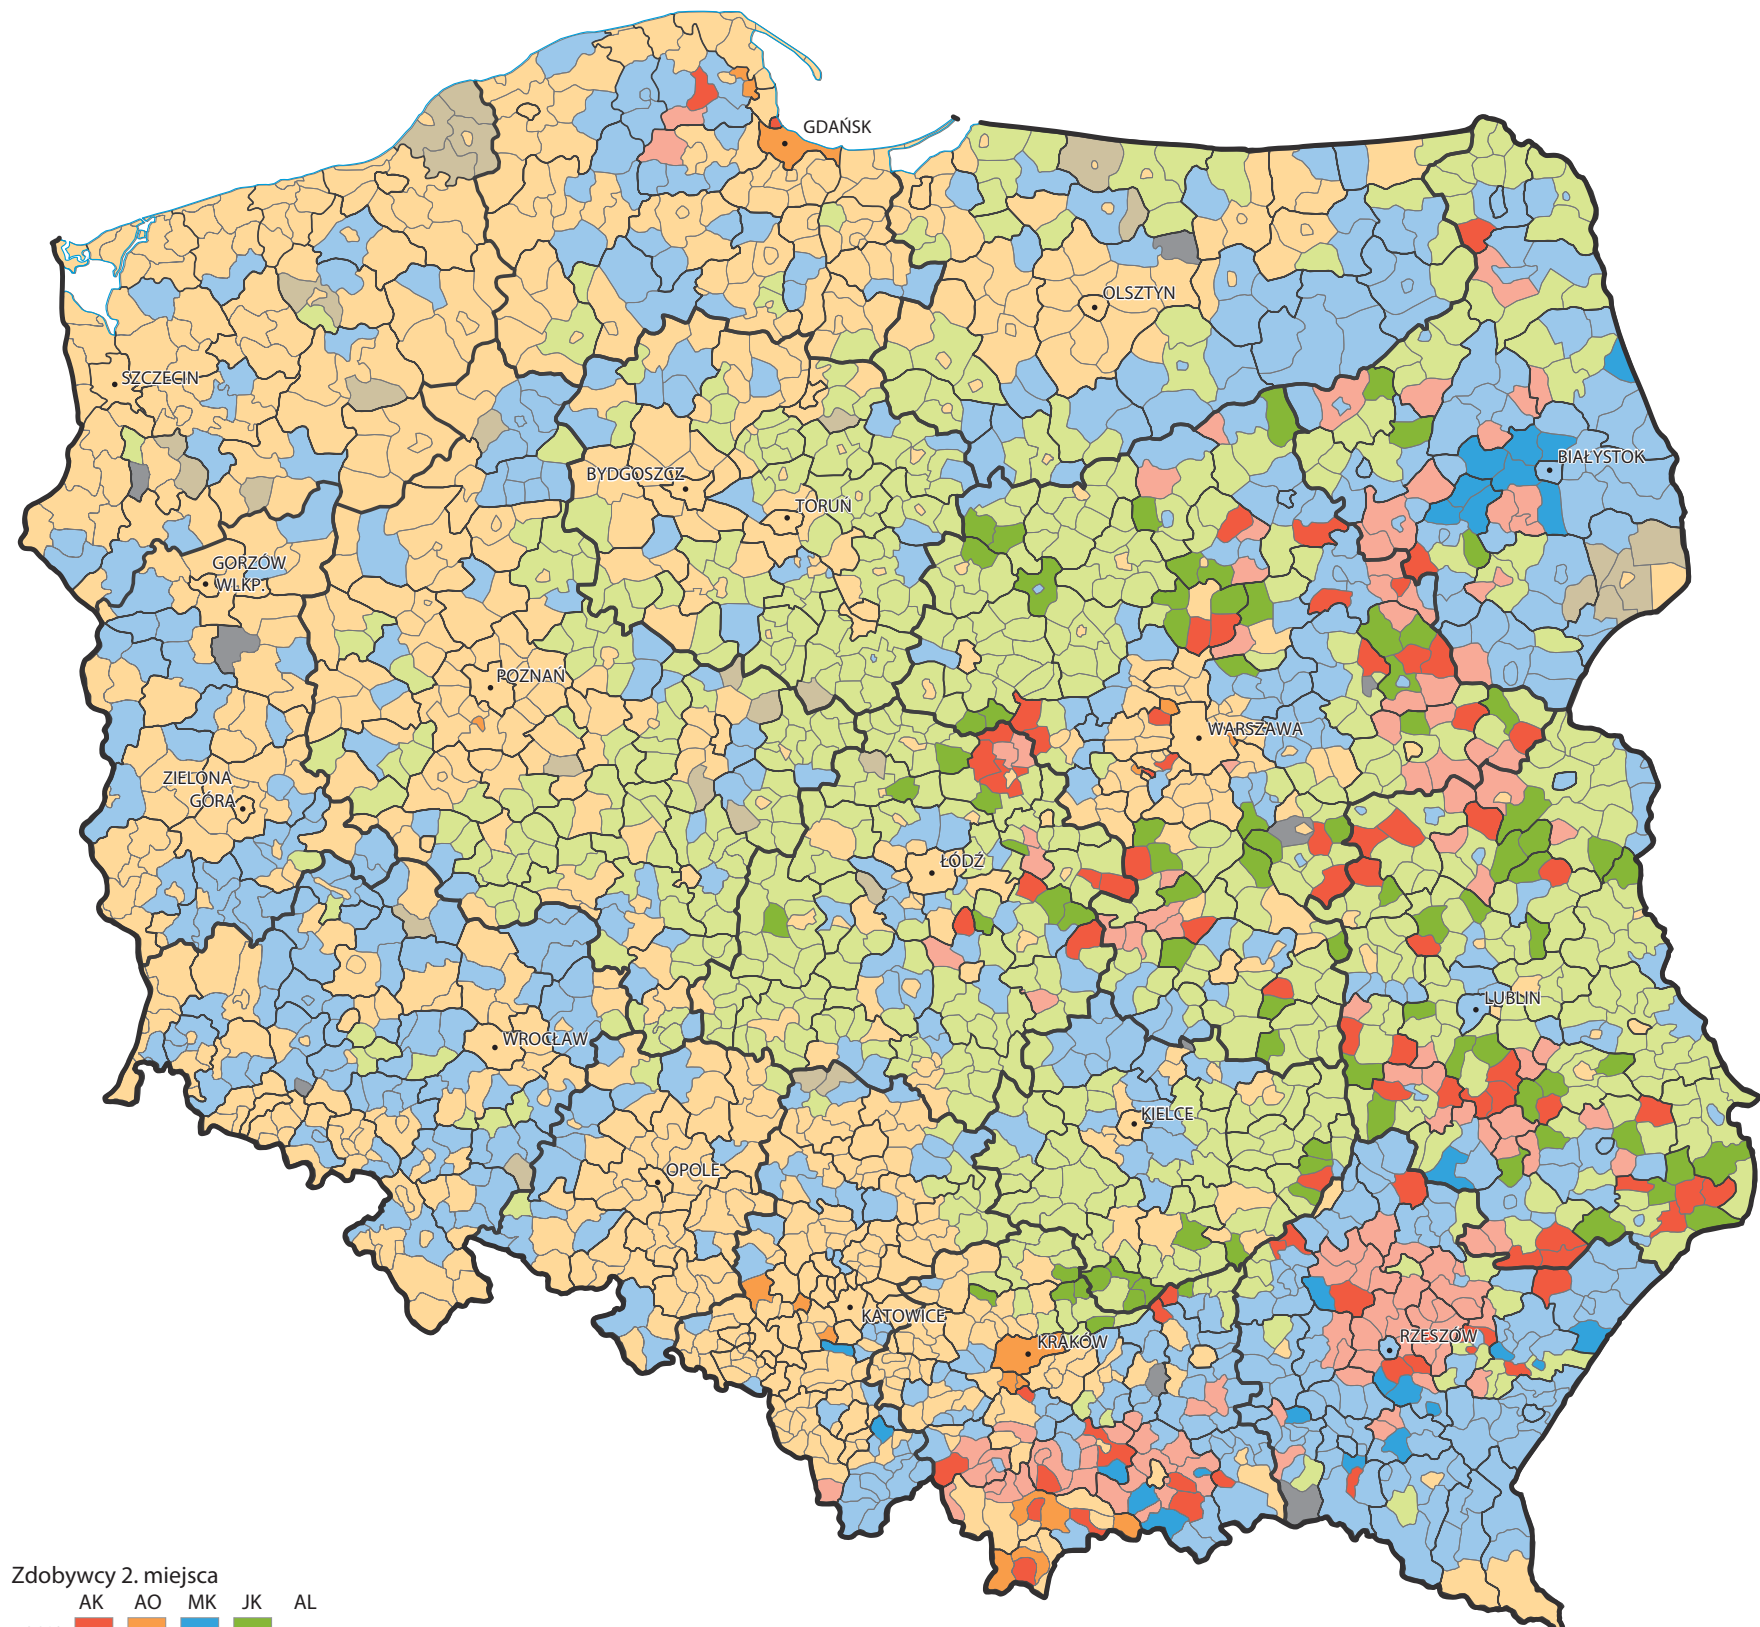 GDAŃSK
OLSZTYN
SZCZECIN
BIAŁYSTOK
BYDGOSZCZ
TORUŃ
GORZÓW
WLKP.
POZNAŃ
WARSZAWA
ZIELONA
GÓRA
ŁÓDŹ
LUBLIN
WROCŁAW
KIELCE
OPOLE
KATOWICE
KRAKÓW
RZESZÓW
Zdobywcy 2. miejsca
AK AO MK JK AL